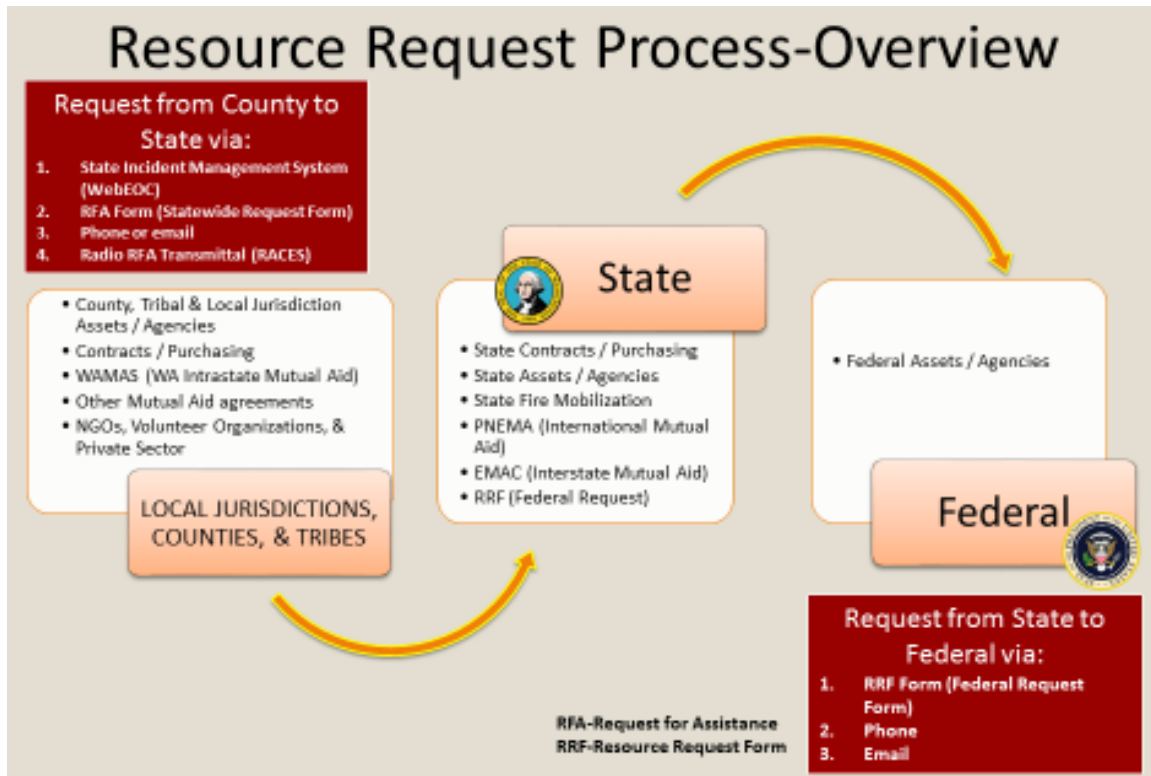 Resource Request Process-Overview
Request from County to
State via:
1. State Incident Management System
(WebEOC)
2. RFA Form (Statewide Request Form)
3. Phone or email
4. Radio RFA Transmittal (RACES)
• County, Tribal & Local Jurisdiction
Assets / Agencies
• Contracts / Purchasing
• WAMAS (WA Intrastate Mutual Aid)
• Other Mutual Aid agreements
• NGOs, Volunteer Organizations, &
Private Sector
LOCAL JURISDICTIONS,
COUNTIES, & TRIBES
State
• State Contracts / Purchasing
• State Assets / Agencies
• State Fire Mobilization
• PNEMA (International Mutual
Aid)
• EMAC (Interstate Mutual Aid)
• RRF (Federal Request)
• Federal Assets / Agencies
Federal
Request from State to
Federal via:
1. RRF Form (Federal Request
Form)
2. Phone
3. Email
RFA-Request for Assistance
RRF-Resource Request Form